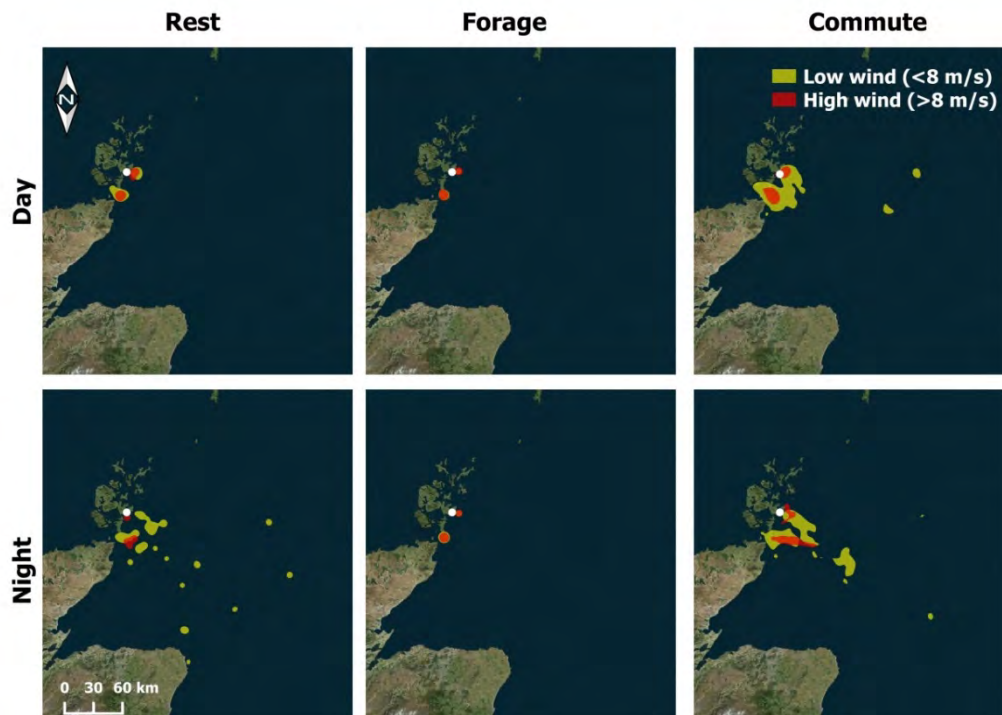 Rest Forage Commute
Day
N
Low wind (<8 m/s)
High wind (>8 m/s)
Night
0 30 60 km